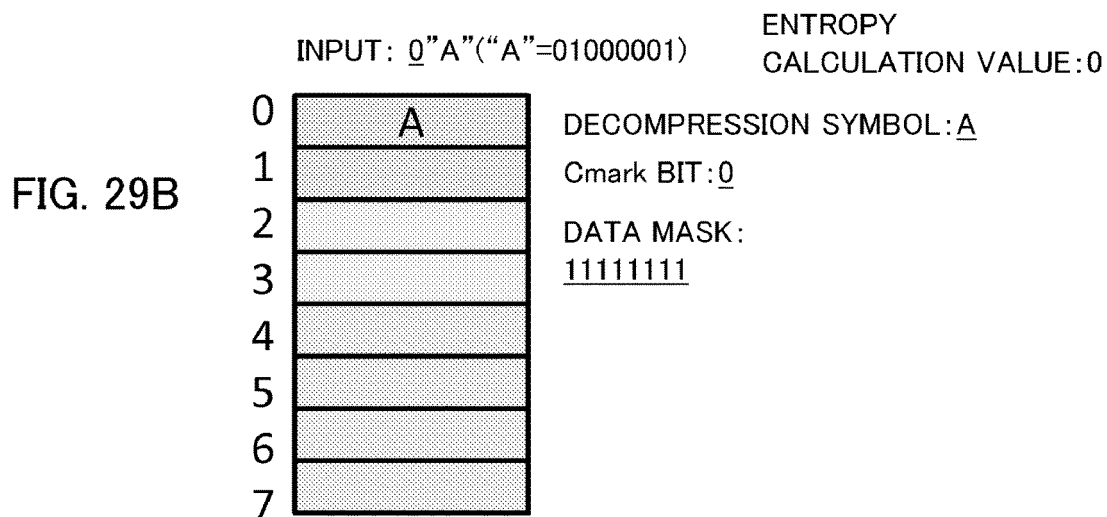 INPUT: 0”A”(“A”=01000001)
ENTROPY
CALCULATION VALUE:0
FIG. 29B
0
A
1
2
3
4
5
6
7
DECOMPRESSION SYMBOL:A
Cmark BIT:0
DATA MASK:
11111111